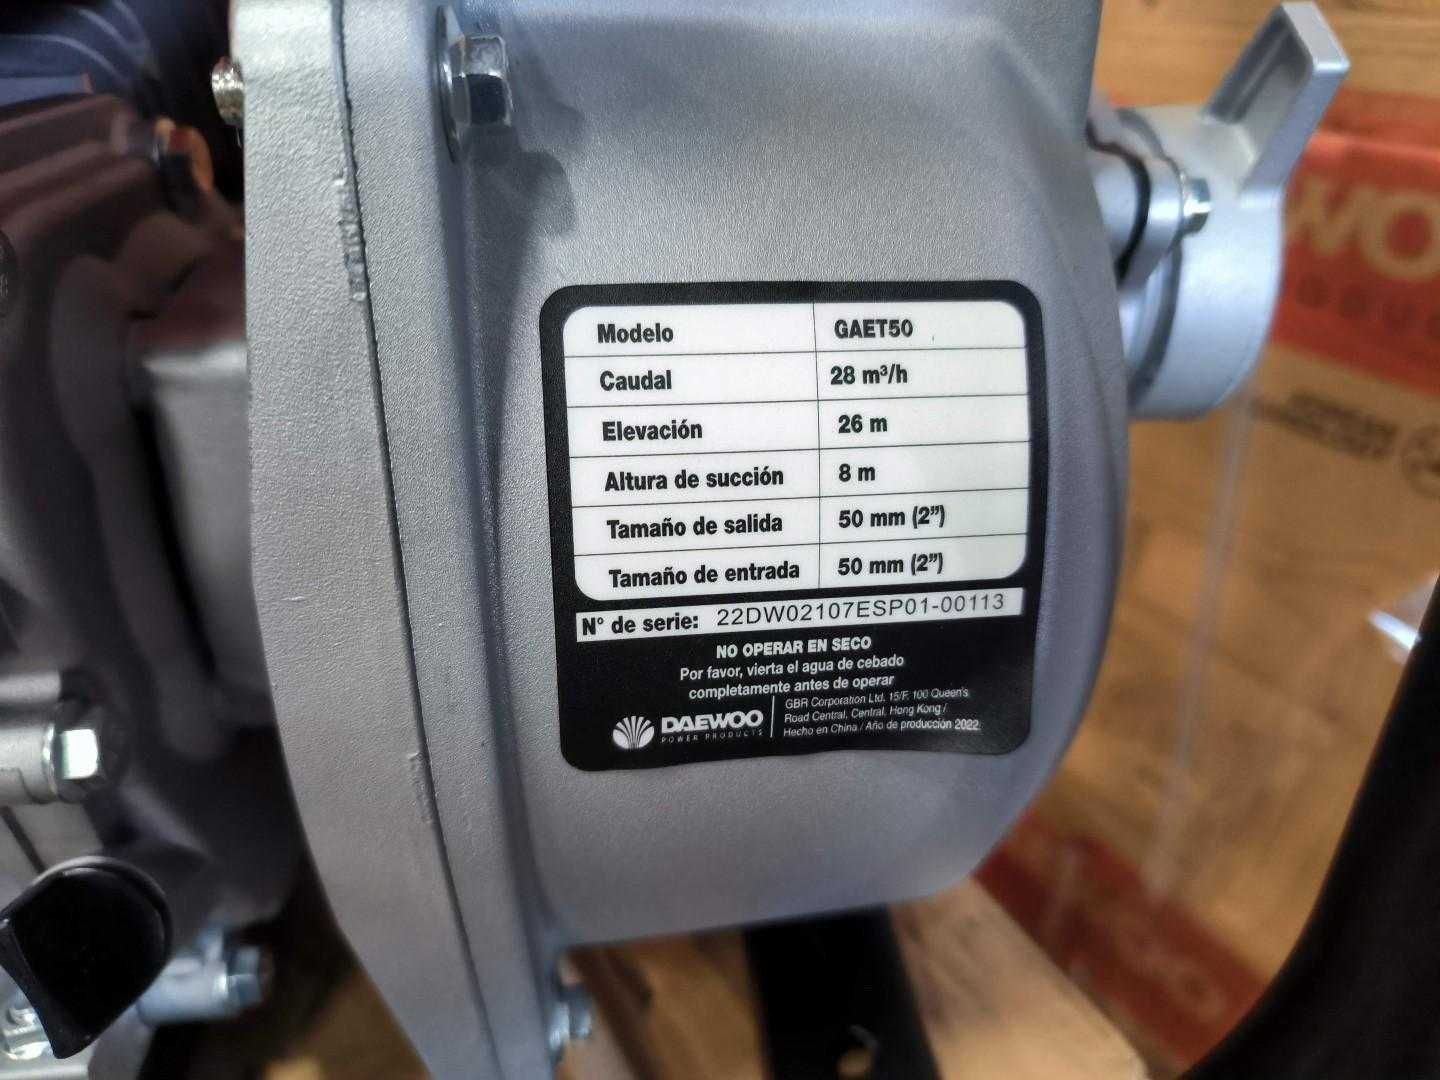 Modelo GAET50
Caudal 28 m³/h
Elevación 26 m
Altura de succión 8 m
Tamaño de salida 50 mm (2”)
Tamaño de entrada 50 mm (2”)
N° de serie: 22DW02107ESP01-00113
NO OPERAR EN SECO
Por favor, vierta el agua de cebado
completamente antes de operar
DAEWOO
POWER PRODUCTS
GBR Corporation Ltd. 15/F. 100 Queen's
Road Central, Central, Hong Kong /
Hecho en China / Año de producción 2022
WOO